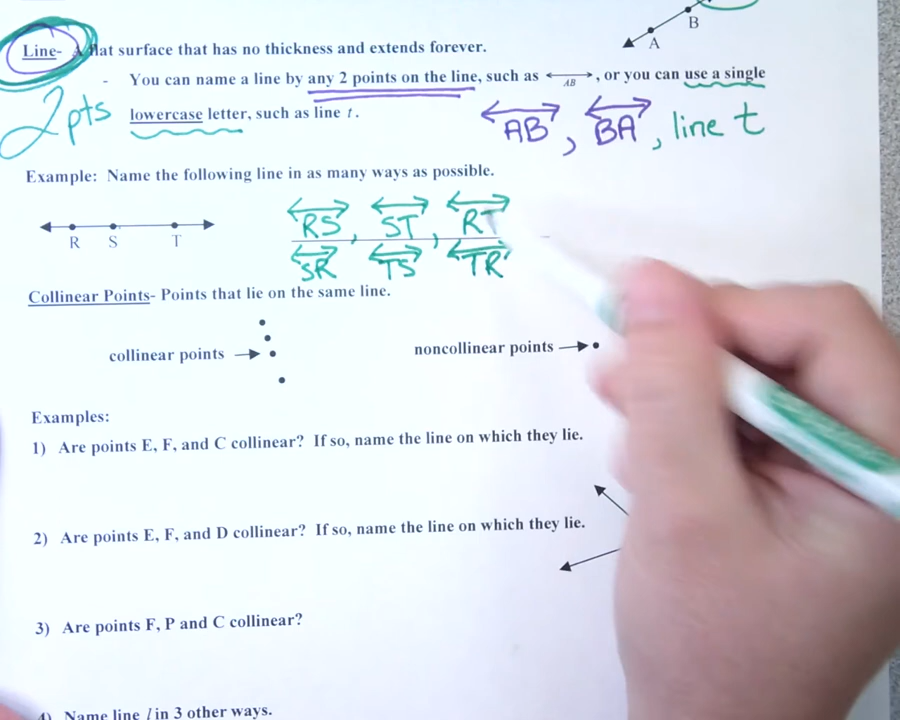 B
A
Line- A flat surface that has no thickness and extends forever.
- You can name a line by any 2 points on the line, such as AB, or you can use a single
lowercase letter, such as line t.
2pts
AB, BA, line t
Example: Name the following line in as many ways as possible.
R S T
RS, ST, RT
SR TS TR
Collinear Points- Points that lie on the same line.
collinear points
noncollinear points
Examples:
1) Are points E, F, and C collinear? If so, name the line on which they lie.
2) Are points E, F, and D collinear? If so, name the line on which they lie.
3) Are points F, P and C collinear?
4) Name line l in 3 other ways.